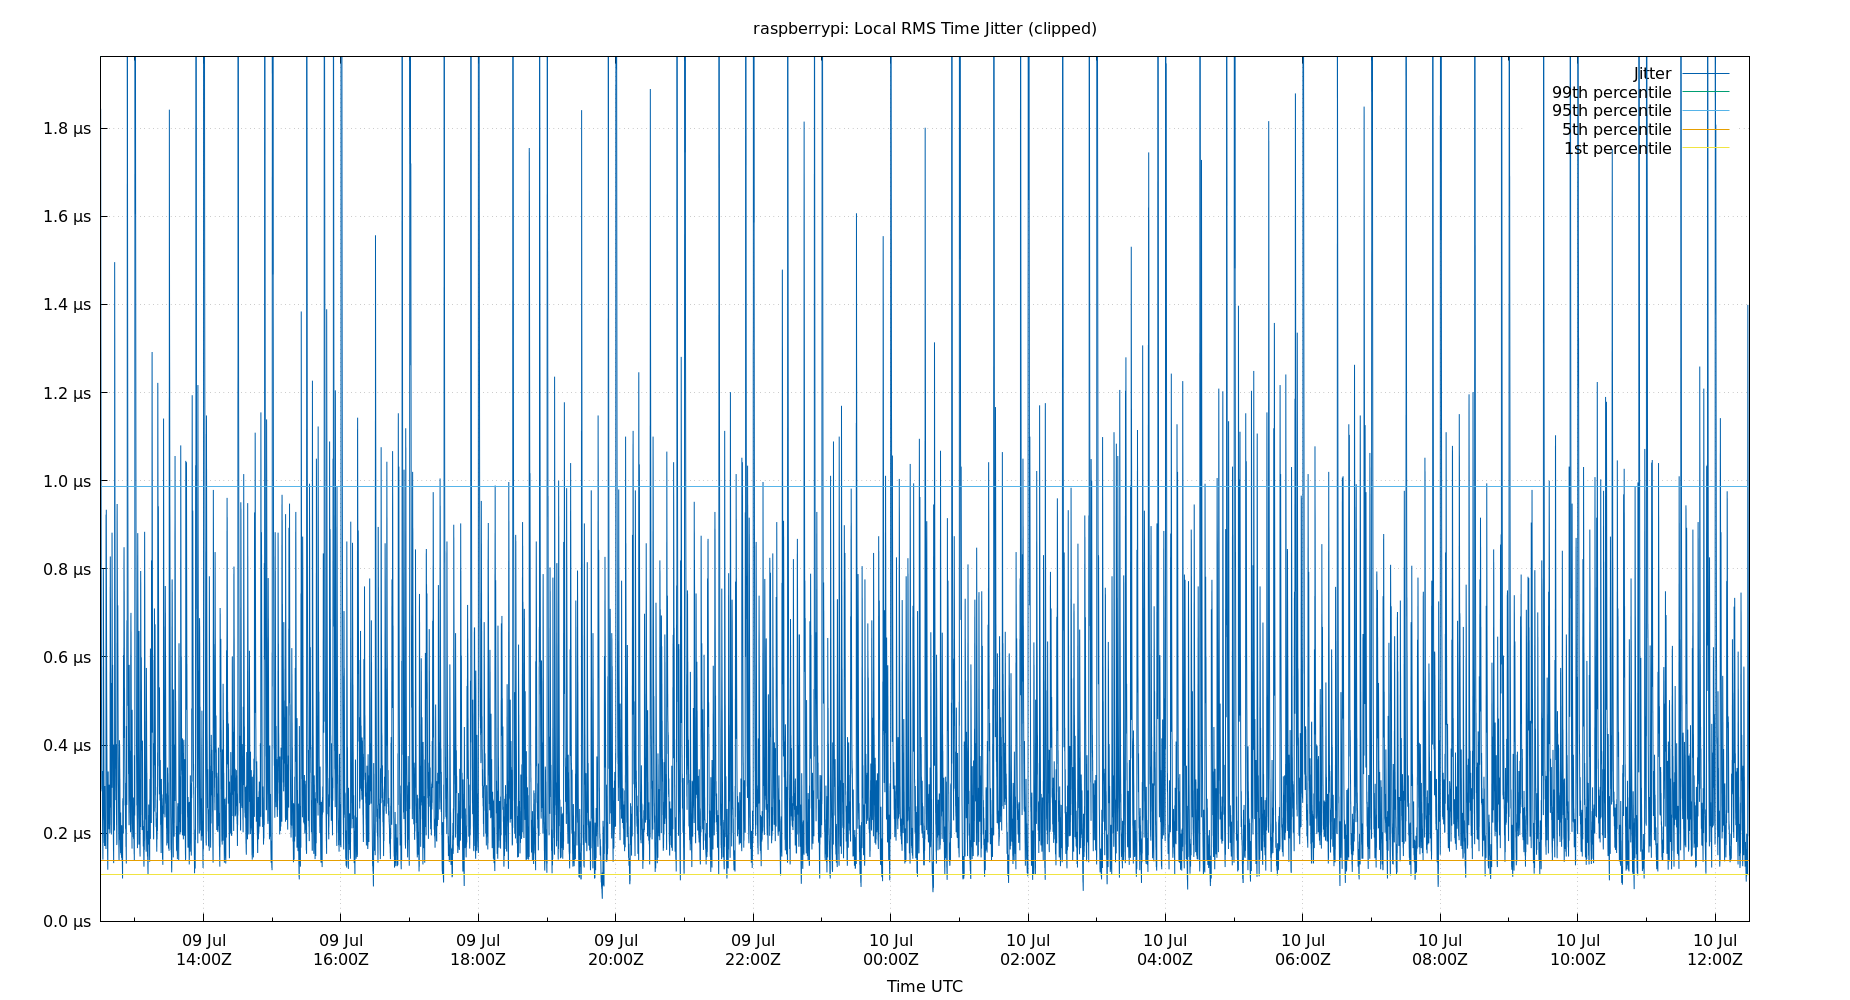 raspberrypi: Local RMS Time Jitter (clipped)
Jitter
99th percentile
95th percentile
5th percentile
1st percentile
1.8 µs
1.6 µs
1.4 µs
1.2 µs
1.0 µs
0.8 µs
0.6 µs
0.4 µs
0.2 µs
0.0 µs
09 Jul 09 Jul 09 Jul 09 Jul 09 Jul 10 Jul 10 Jul 10 Jul 10 Jul 10 Jul 10 Jul 10 Jul
14:00Z 16:00Z 18:00Z 20:00Z 22:00Z 00:00Z 02:00Z 04:00Z 06:00Z 08:00Z 10:00Z 12:00Z
Time UTC